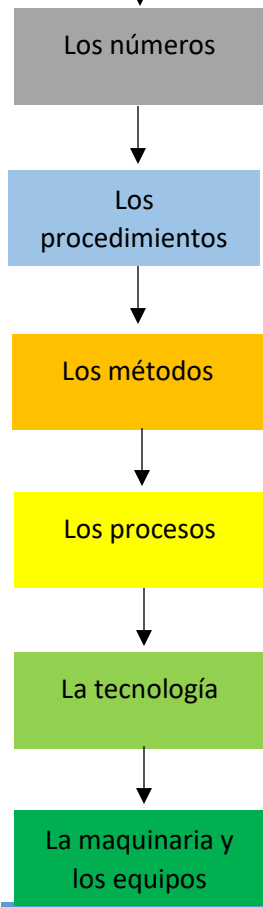 Los números
Los
procedimientos
Los métodos
Los procesos
La tecnología
La maquinaria y
los equipos